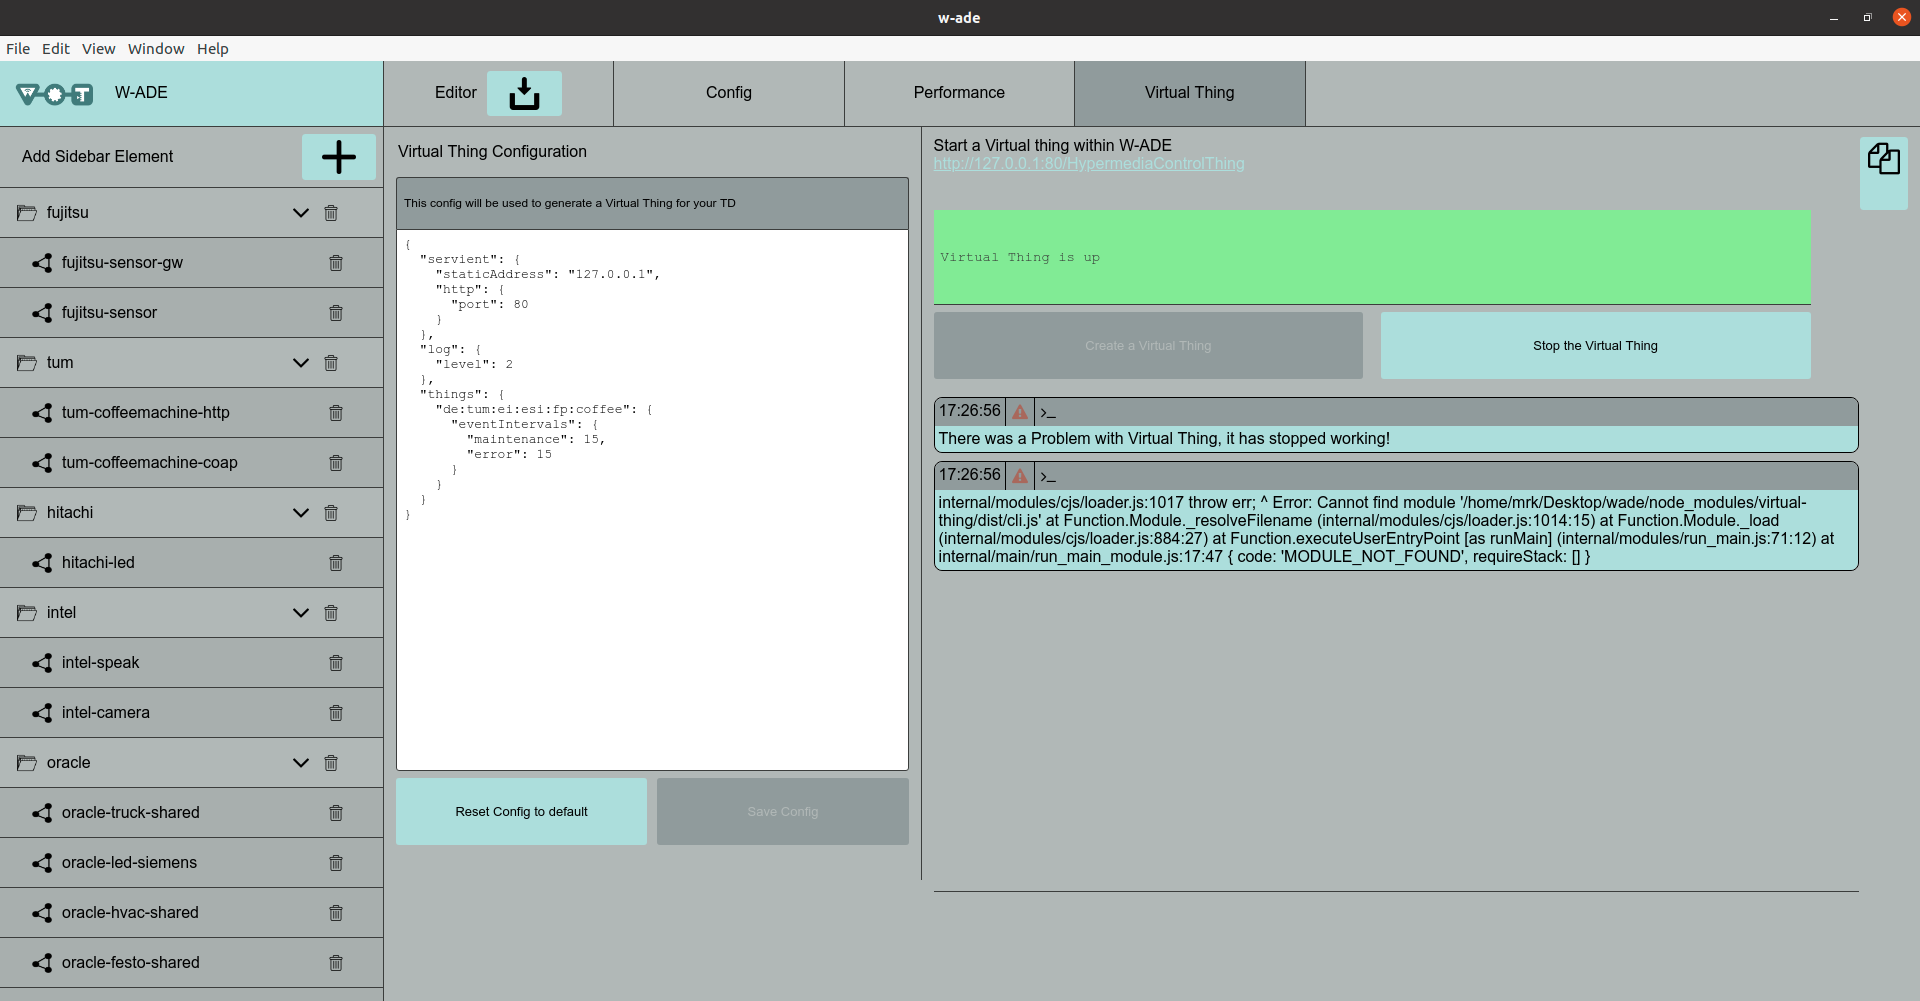 w-ade
File Edit View Window Help
WOT W-ADE
Editor
Config
Performance
Virtual Thing
Add Sidebar Element
fujitsu
fujitsu-sensor-gw
fujitsu-sensor
tum
tum-coffeemachine-http
tum-coffeemachine-coap
hitachi
hitachi-led
intel
intel-speak
intel-camera
oracle
oracle-truck-shared
oracle-led-siemens
oracle-hvac-shared
oracle-festo-shared
Virtual Thing Configuration
This config will be used to generate a Virtual Thing for your TD
{
  "servient": {
    "staticAddress": "127.0.0.1",
    "http": {
      "port": 80
    }
  },
  "log": {
    "level": 2
  },
  "things": {
    "de:tum:ei:esi:fp:coffee": {
      "eventIntervals": {
        "maintenance": 15,
        "error": 15
      }
    }
  }
}
Reset Config to default
Save Config
Start a Virtual thing within W-ADE
http://127.0.0.1:80/HypermediaControlThing
Virtual Thing is up
Create a Virtual Thing
Stop the Virtual Thing
17:26:56 >_
There was a Problem with Virtual Thing, it has stopped working!
17:26:56 >_
internal/modules/cjs/loader.js:1017 throw err; ^ Error: Cannot find module '/home/mrk/Desktop/wade/node_modules/virtual-
thing/dist/cli.js' at Function.Module._resolveFilename (internal/modules/cjs/loader.js:1014:15) at Function.Module._load
(internal/modules/cjs/loader.js:884:27) at Function.executeUserEntryPoint [as runMain] (internal/modules/run_main.js:71:12) at
internal/main/run_main_module.js:17:47 { code: 'MODULE_NOT_FOUND', requireStack: [] }